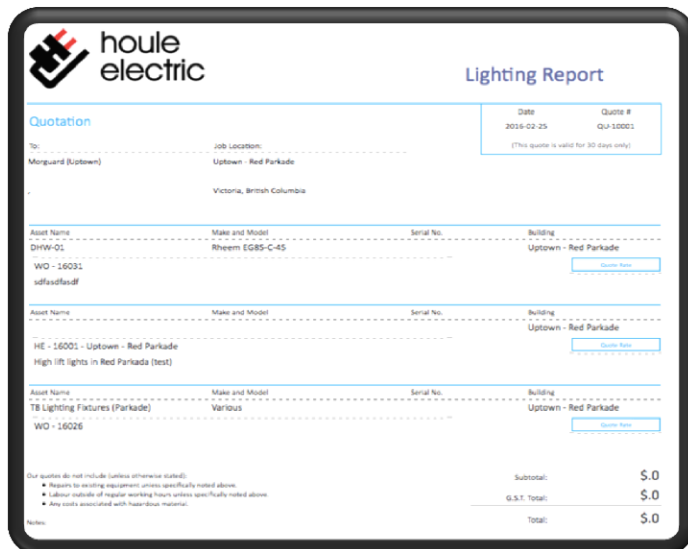 houle
electric
Lighting Report
Quotation
Date Quote #
2016-02-25 QU-10001
(This quote is valid for 30 days only)
To: Job Location:
Morguard (Uptown) Uptown - Red Parkade
, Victoria, British Columbia
Asset Name Make and Model Serial No. Building
DHW-01 Rheem EG85-C-45 Uptown - Red Parkade
WO - 16031 Quote Rate
sdfasdfasdf
Asset Name Make and Model Serial No. Building
Uptown - Red Parkade
HE - 16001 - Uptown - Red Parkade Quote Rate
High lift lights in Red Parkada (test)
Asset Name Make and Model Serial No. Building
T8 Lighting Fixtures (Parkade) Various Uptown - Red Parkade
WO - 16026 Quote Rate
Our quotes do not include (unless otherwise stated):
• Repairs to existing equipment unless specifically noted above.
• Labour outside of regular working hours unless specifically noted above.
• Any costs associated with hazardous material.
Notes:
Subtotal: $.0
G.S.T. Total: $.0
Total: $.0